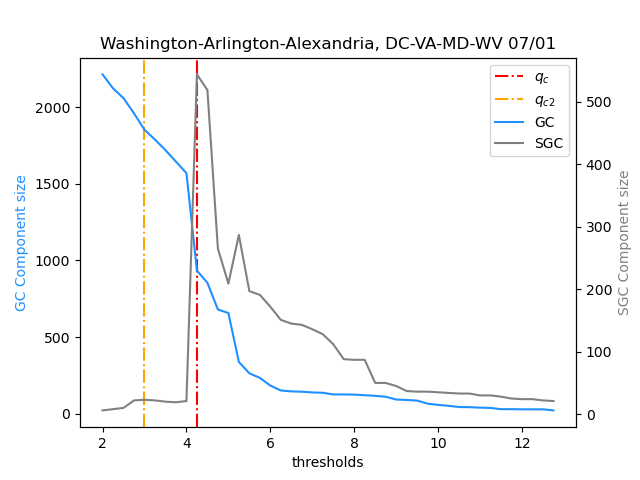 Washington-Arlington-Alexandria, DC-VA-MD-WV 07/01
q_c
q_c2
GC
SGC
GC Component size
2000
1500
1000
500
0
500
400
300
200
100
0
SGC Component size
2 4 6 8 10 12
thresholds